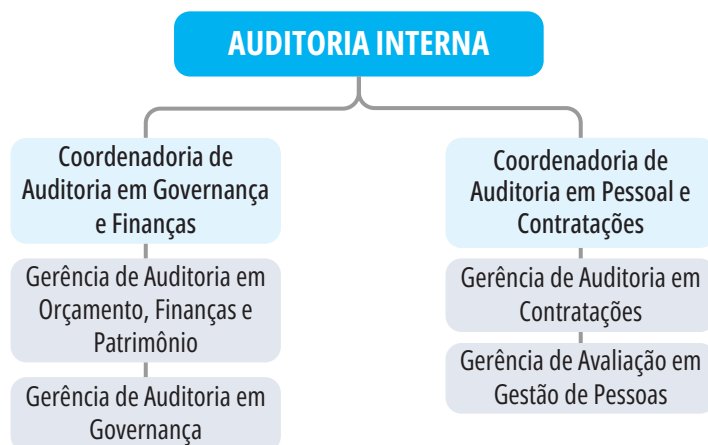 AUDITORIA INTERNA
Coordenadoria de
Auditoria em Governança
e Finanças
Gerência de Auditoria em
Orçamento, Finanças e
Patrimônio
Gerência de Auditoria em
Governança
Coordenadoria de
Auditoria em Pessoal e
Contratações
Gerência de Auditoria em
Contratações
Gerência de Avaliação em
Gestão de Pessoas